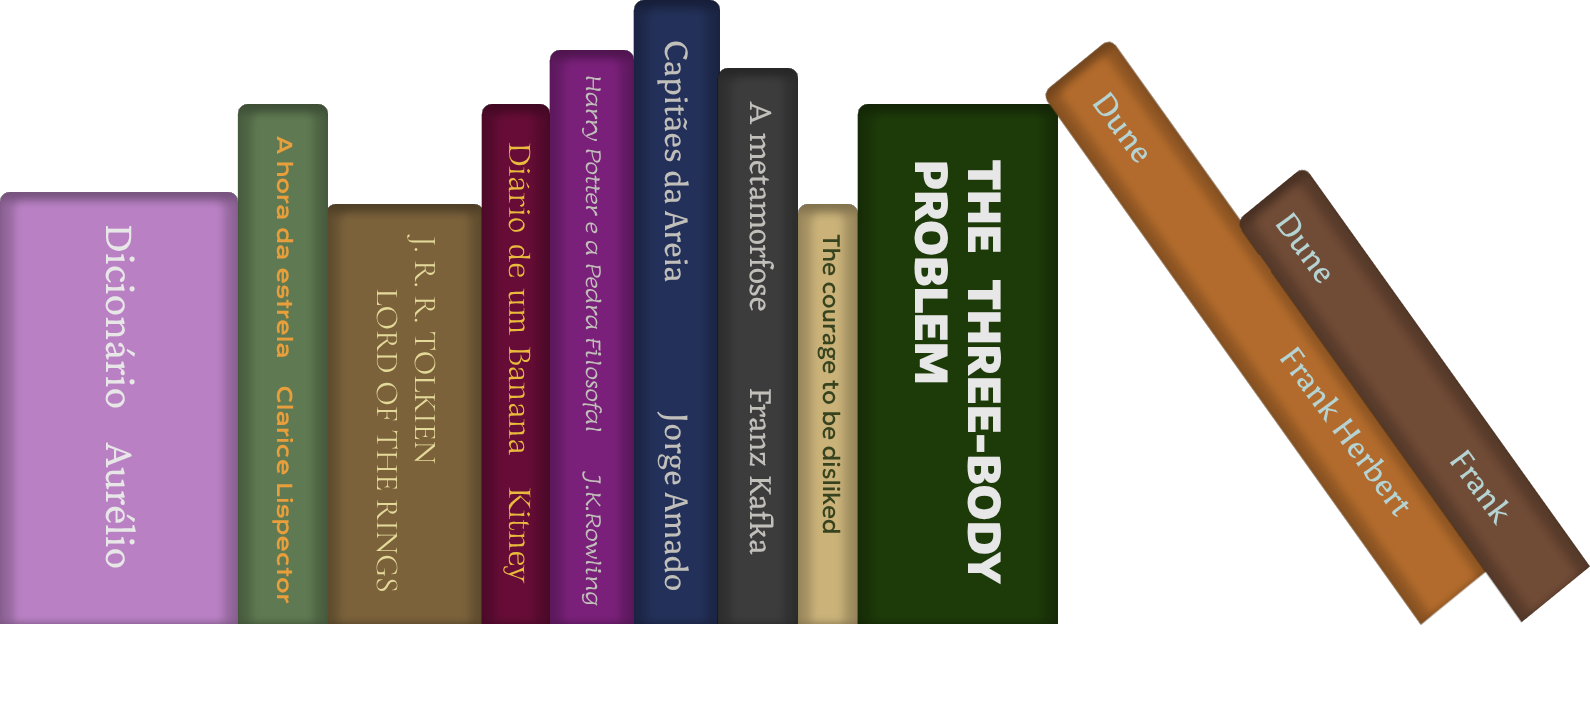 Dicionário Aurélio
A hora da estrela Clarice Lispector
J. R. R. TOLKIEN
LORD OF THE RINGS
Diário de um Banana Kitney
Harry Potter e a Pedra Filosofal J.K.Rowling
Capitães da Areia Jorge Amado
A metamorfose Franz Kafka
The courage to be disliked
THE THREE-BODY
PROBLEM
Dune Frank Herbert
Dune Frank